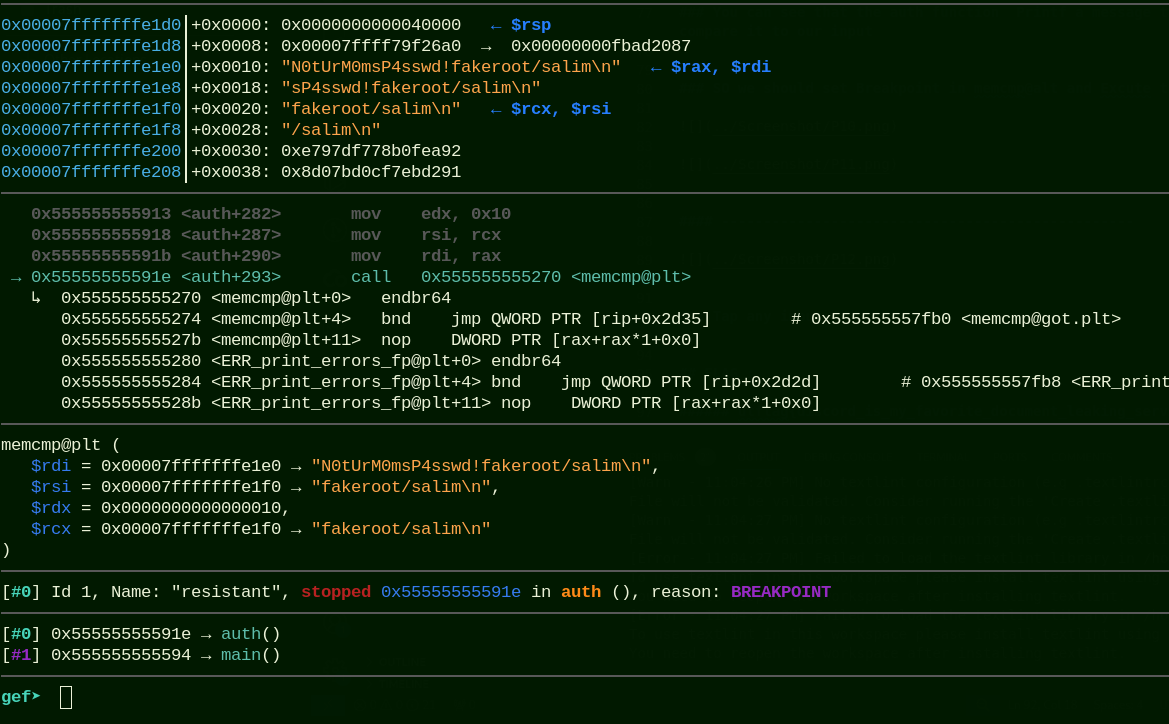 0x00007fffffffe1d0│+0x0000: 0x0000000000040000   ← $rsp
0x00007fffffffe1d8│+0x0008: 0x00007ffff79f26a0  →  0x00000000fbad2087
0x00007fffffffe1e0│+0x0010: "N0tUrM0msP4sswd!fakeroot/salim\n"   ← $rax, $rdi
0x00007fffffffe1e8│+0x0018: "sP4sswd!fakeroot/salim\n"
0x00007fffffffe1f0│+0x0020: "fakeroot/salim\n"   ← $rcx, $rsi
0x00007fffffffe1f8│+0x0028: "/salim\n"
0x00007fffffffe200│+0x0030: 0xe797df778b0fea92
0x00007fffffffe208│+0x0038: 0x8d07bd0cf7ebd291
   0x555555555913 <auth+282>       mov    edx, 0x10
   0x555555555918 <auth+287>       mov    rsi, rcx
   0x55555555591b <auth+290>       mov    rdi, rax
 → 0x55555555591e <auth+293>       call   0x555555555270 <memcmp@plt>
   ↳  0x555555555270 <memcmp@plt+0>   endbr64
      0x555555555274 <memcmp@plt+4>   bnd    jmp QWORD PTR [rip+0x2d35]        # 0x555555557fb0 <memcmp@got.plt>
      0x55555555527b <memcmp@plt+11>  nop    DWORD PTR [rax+rax*1+0x0]
      0x555555555280 <ERR_print_errors_fp@plt+0> endbr64
      0x555555555284 <ERR_print_errors_fp@plt+4> bnd    jmp QWORD PTR [rip+0x2d2d]        # 0x555555557fb8 <ERR_print
      0x55555555528b <ERR_print_errors_fp@plt+11> nop    DWORD PTR [rax+rax*1+0x0]
memcmp@plt (
   $rdi = 0x00007fffffffe1e0 → "N0tUrM0msP4sswd!fakeroot/salim\n",
   $rsi = 0x00007fffffffe1f0 → "fakeroot/salim\n",
   $rdx = 0x0000000000000010,
   $rcx = 0x00007fffffffe1f0 → "fakeroot/salim\n"
)
[#0] Id 1, Name: "resistant", stopped 0x55555555591e in auth (), reason: BREAKPOINT
[#0] 0x55555555591e → auth()
[#1] 0x555555555594 → main()
gef➤